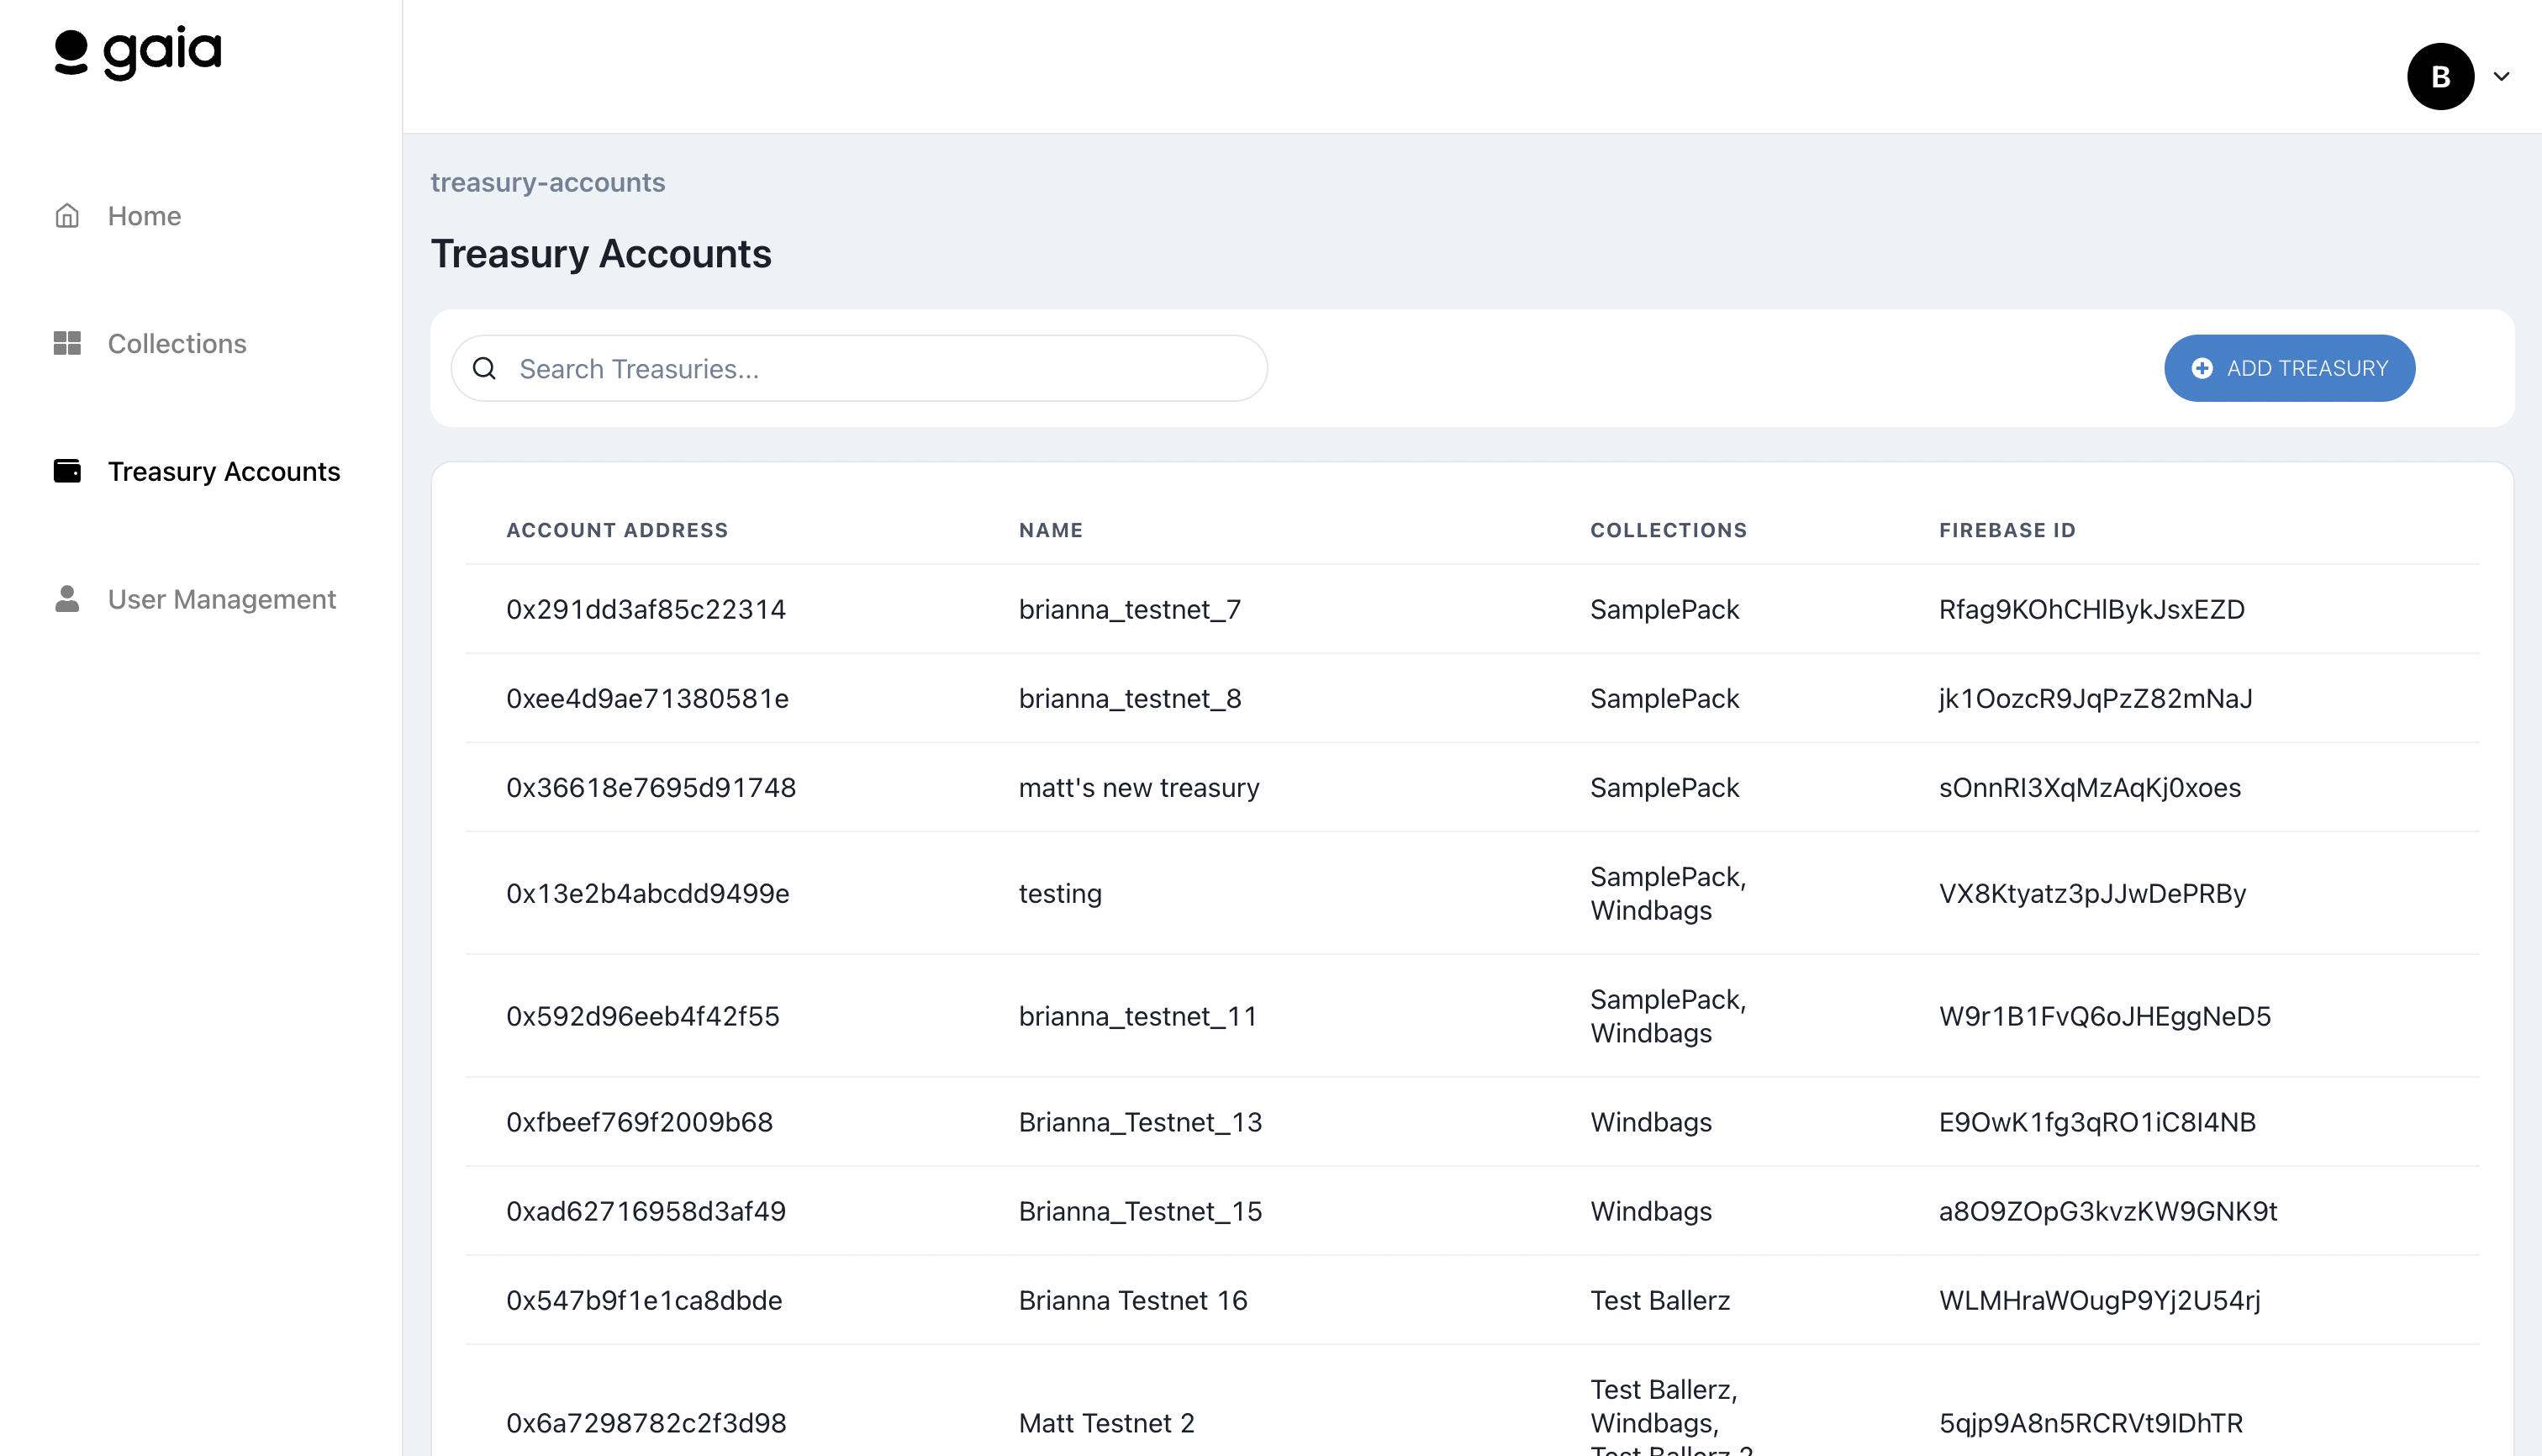 gaia
B
Home
Collections
Treasury Accounts
User Management
treasury-accounts
Treasury Accounts
Search Treasuries...
ADD TREASURY
ACCOUNT ADDRESS NAME COLLECTIONS FIREBASE ID
0x291dd3af85c22314 brianna_testnet_7 SamplePack Rfag9KOhCHlBykJsxEZD
0xee4d9ae71380581e brianna_testnet_8 SamplePack jk1OozcR9JqPzZ82mNaJ
0x36618e7695d91748 matt's new treasury SamplePack sOnnRI3XqMzAqKj0xoes
0x13e2b4abcdd9499e testing SamplePack, Windbags VX8Ktyatz3pJJwDePRBy
0x592d96eeb4f42f55 brianna_testnet_11 SamplePack, Windbags W9r1B1FvQ6oJHEggNeD5
0xfbeef769f2009b68 Brianna_Testnet_13 Windbags E9OwK1fg3qRO1iC8I4NB
0xad62716958d3af49 Brianna_Testnet_15 Windbags a8O9ZOpG3kvzKW9GNK9t
0x547b9f1e1ca8dbde Brianna Testnet 16 Test Ballerz WLMHraWOugP9Yj2U54rj
0x6a7298782c2f3d98 Matt Testnet 2 Test Ballerz, Windbags, Test Ballerz 2 5qjp9A8n5RCRVt9IDhTR